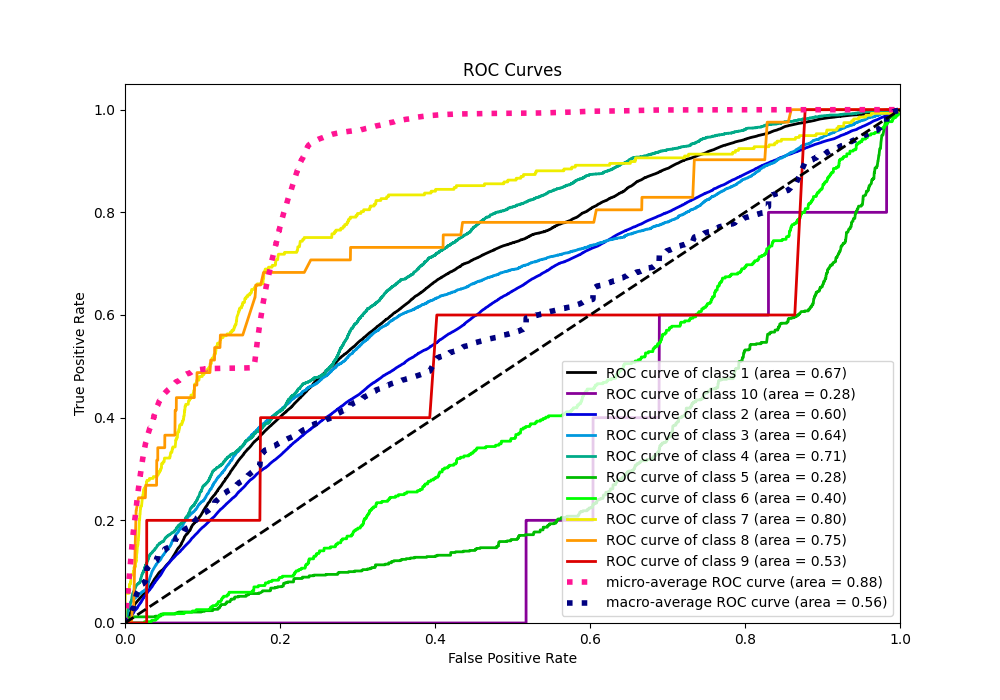 ROC Curves
1.0
0.8
0.6
0.4
0.2
0.0
True Positive Rate
0.0 0.2 0.4 0.6 0.8 1.0
False Positive Rate
ROC curve of class 1 (area = 0.67)
ROC curve of class 10 (area = 0.28)
ROC curve of class 2 (area = 0.60)
ROC curve of class 3 (area = 0.64)
ROC curve of class 4 (area = 0.71)
ROC curve of class 5 (area = 0.28)
ROC curve of class 6 (area = 0.40)
ROC curve of class 7 (area = 0.80)
ROC curve of class 8 (area = 0.75)
ROC curve of class 9 (area = 0.53)
micro-average ROC curve (area = 0.88)
macro-average ROC curve (area = 0.56)